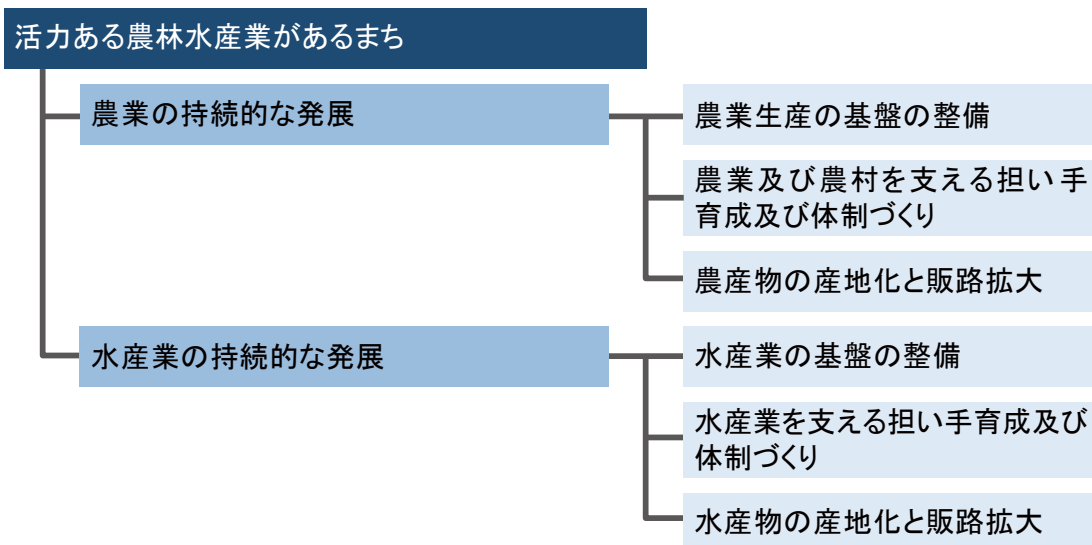 活力ある農林水産業があるまち
農業の持続的な発展
農業生産の基盤の整備
農業及び農村を支える担い手
育成及び体制づくり
農産物の産地化と販路拡大
水産業の持続的な発展
水産業の基盤の整備
水産業を支える担い手育成及び
体制づくり
水産物の産地化と販路拡大